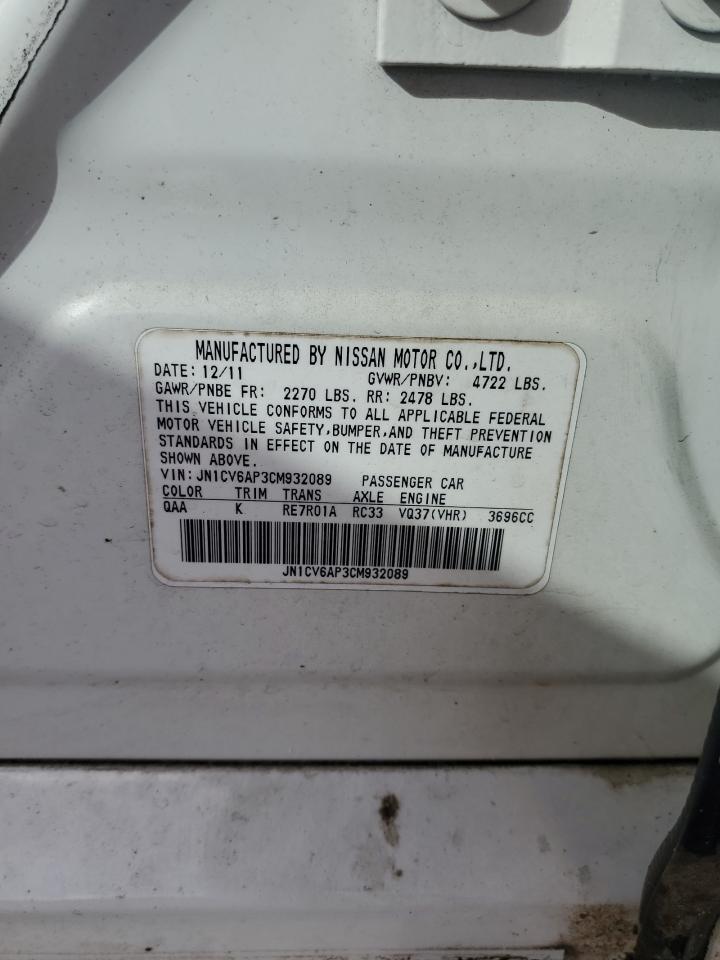 MANUFACTURED BY NISSAN MOTOR CO.,LTD.
DATE: 12/11 GVWR/PNBV: 4722 LBS.
GAWR/PNBE FR: 2270 LBS. RR: 2478 LBS.
THIS VEHICLE CONFORMS TO ALL APPLICABLE FEDERAL
MOTOR VEHICLE SAFETY,BUMPER,AND THEFT PREVENTION
STANDARDS IN EFFECT ON THE DATE OF MANUFACTURE
SHOWN ABOVE.
VIN:JN1CV6AP3CM932089 PASSENGER CAR
COLOR TRIM TRANS AXLE ENGINE
QAA K RE7R01A RC33 VQ37(VHR) 3696CC
JN1CV6AP3CM932089